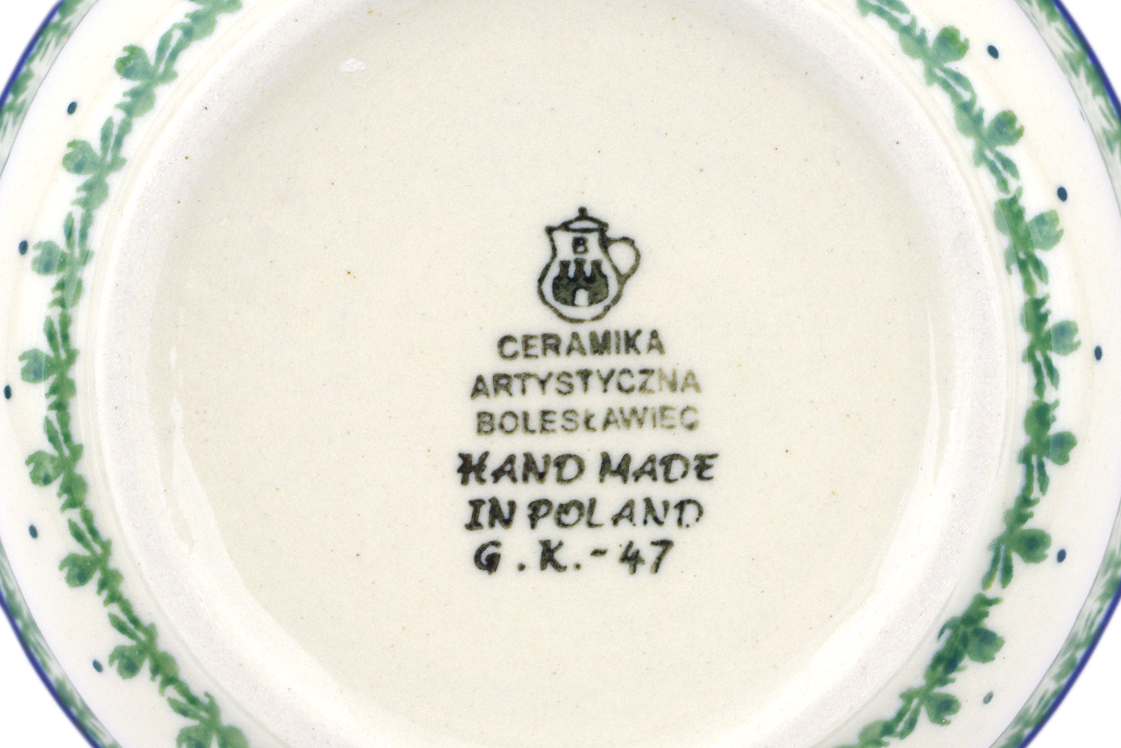 B
CERAMIKA
ARTYSTYCZNA
BOLESŁAWIEC
HAND MADE
IN POLAND
G.K.-47